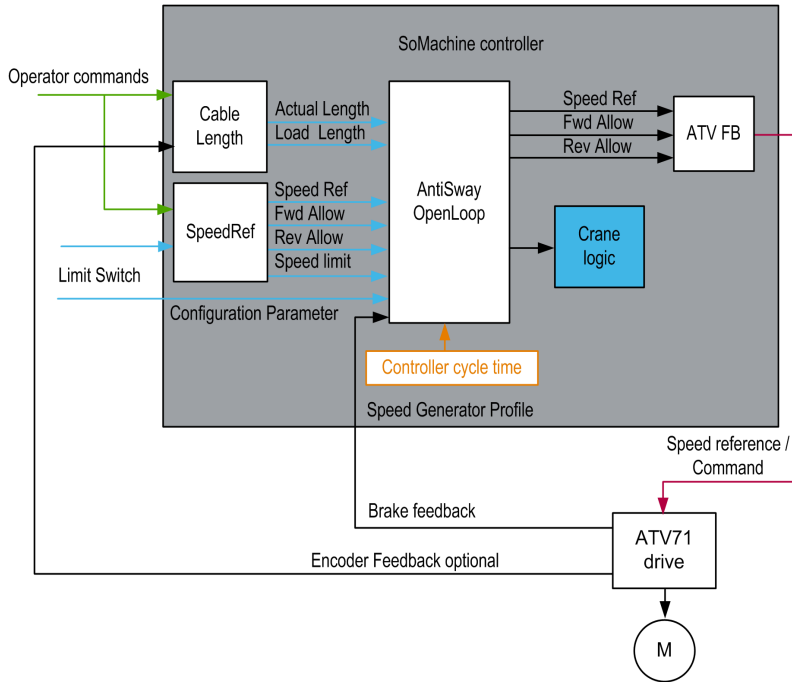 SoMachine controller
Operator commands
Cable
Length
Actual Length
Load Length
Speed Ref
Fwd Allow
Rev Allow
ATV FB
AntiSway
OpenLoop
SpeedRef
Speed Ref
Fwd Allow
Rev Allow
Speed limit
Crane
logic
Limit Switch
Configuration Parameter
Controller cycle time
Speed Generator Profile
Speed reference /
Command
Brake feedback
ATV71
drive
Encoder Feedback optional
M